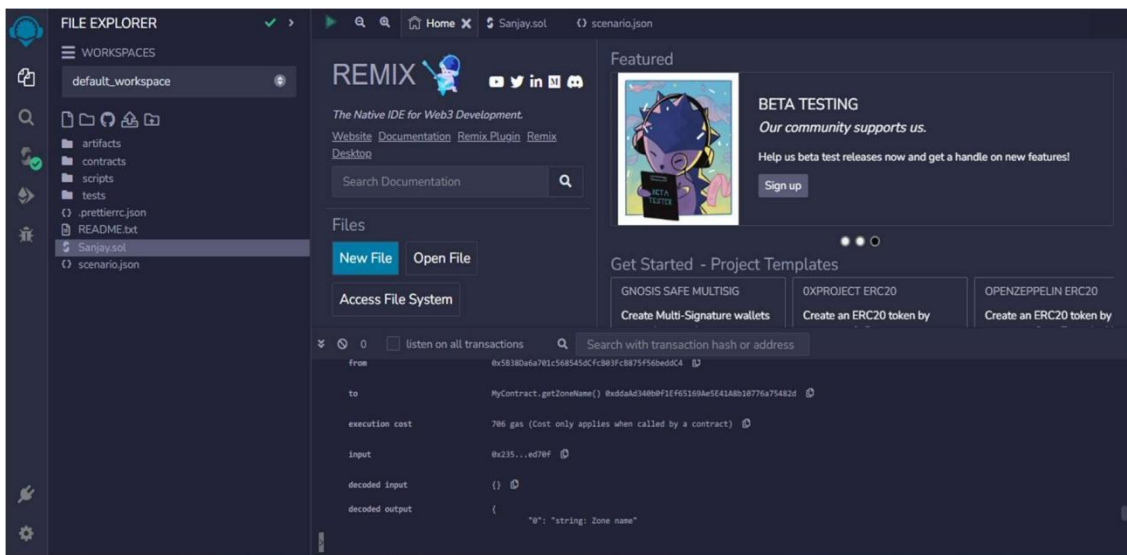 FILE EXPLORER
WORKSPACES
default_workspace
artifacts
contracts
scripts
tests
.prettierrc.json
README.txt
Sanjay.sol
scenario.json
Home
Sanjay.sol
scenario.json
REMIX
The Native IDE for Web3 Development.
Website Documentation Remix Plugin Remix
Desktop
Search Documentation
Files
New File Open File
Access File System
Featured
BETA TESTING
Our community supports us.
Help us beta test releases now and get a handle on new features!
Sign up
BETA
TESTER
Get Started - Project Templates
GNOSIS SAFE MULTISIG
Create Multi-Signature wallets
0XPROJECT ERC20
Create an ERC20 token by
OPENZEPPELIN ERC20
Create an ERC20 token by
0 listen on all transactions Search with transaction hash or address
from 0x5B38Da6a701c568545dCfcB03FcB875f56beddC4
to MyContract.getZoneName() 0xddaAd340b0f1Ef65169Ae5E41A8b10776a75482d
execution cost 706 gas (Cost only applies when called by a contract)
input 0x235...ed70f
decoded input {}
decoded output {
"0": "string: Zone name"
>